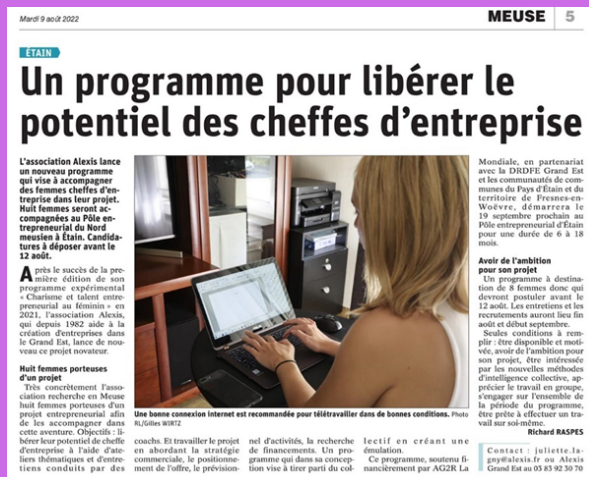 Mardi 9 août 2022
MEUSE 5
ÉTAIN
Un programme pour libérer le
potentiel des cheffes d'entreprise
L'association Alexis lance
un nouveau programme
qui vise à accompagner
des femmes cheffes d'en-
treprise dans leur projet.
Huit femmes seront ac-
compagnées au Pôle en-
trepreneurial du Nord
meusien à Étain. Candida-
tures à déposer avant le
12 août.
Après le succès de la pre-
mière édition de son
programme expérimental
« Charisme et talent entre-
preneurial au féminin » en
2021, l'association Alexis,
qui depuis 1982 aide à la
création d'entreprises dans
le Grand Est, lance de nou-
veau ce projet novateur.
Huit femmes porteuses
d'un projet
Très concrètement l'asso-
ciation recherche en Meuse
huit femmes porteuses d'un
projet entrepreneurial afin
de les accompagner dans
cette aventure. Objectifs : li-
bérer leur potentiel de cheffe
d'entreprise à l'aide d'ate-
liers thématiques et d'entre-
tiens conduits par des
Une bonne connexion internet est recommandée pour télétravailler dans de bonnes conditions. Photo
RL/Gilles WIRTZ
coachs. Et travailler le projet
en abordant la stratégie
commerciale, le positionne-
ment de l'offre, le prévision-
nel d'activités, la recherche
de financements. Un pro-
gramme qui dans sa concep-
tion vise à tirer parti du col-
lectif en créant une
émulation.
Ce programme, soutenu fi-
nancièrement par AG2R La
Mondiale, en partenariat
avec la DRDFE Grand Est
et les communautés de com-
munes du Pays d'Étain et du
territoire de Fresnes-en-
Woëvre, démarrera le
19 septembre prochain au
Pôle entrepreneurial d'Étain
pour une durée de 6 à 18
mois.
Avoir de l'ambition
pour son projet
Un programme à destina-
tion de 8 femmes donc qui
devront postuler avant le
12 août. Les entretiens et les
recrutements auront lieu fin
août et début septembre.
Seules conditions à rem-
plir : être disponible et moti-
vée, avoir de l'ambition pour
son projet, être intéressée
par les nouvelles méthodes
d'intelligence collective, ap-
précier le travail en groupe,
s'engager sur l'ensemble de
la période du programme,
être prête à effectuer un tra-
vail sur soi-même.
Richard RASPES
Contact : juliette.la-
gny@alexis.fr ou Alexis
Grand Est au 03 83 92 30 70